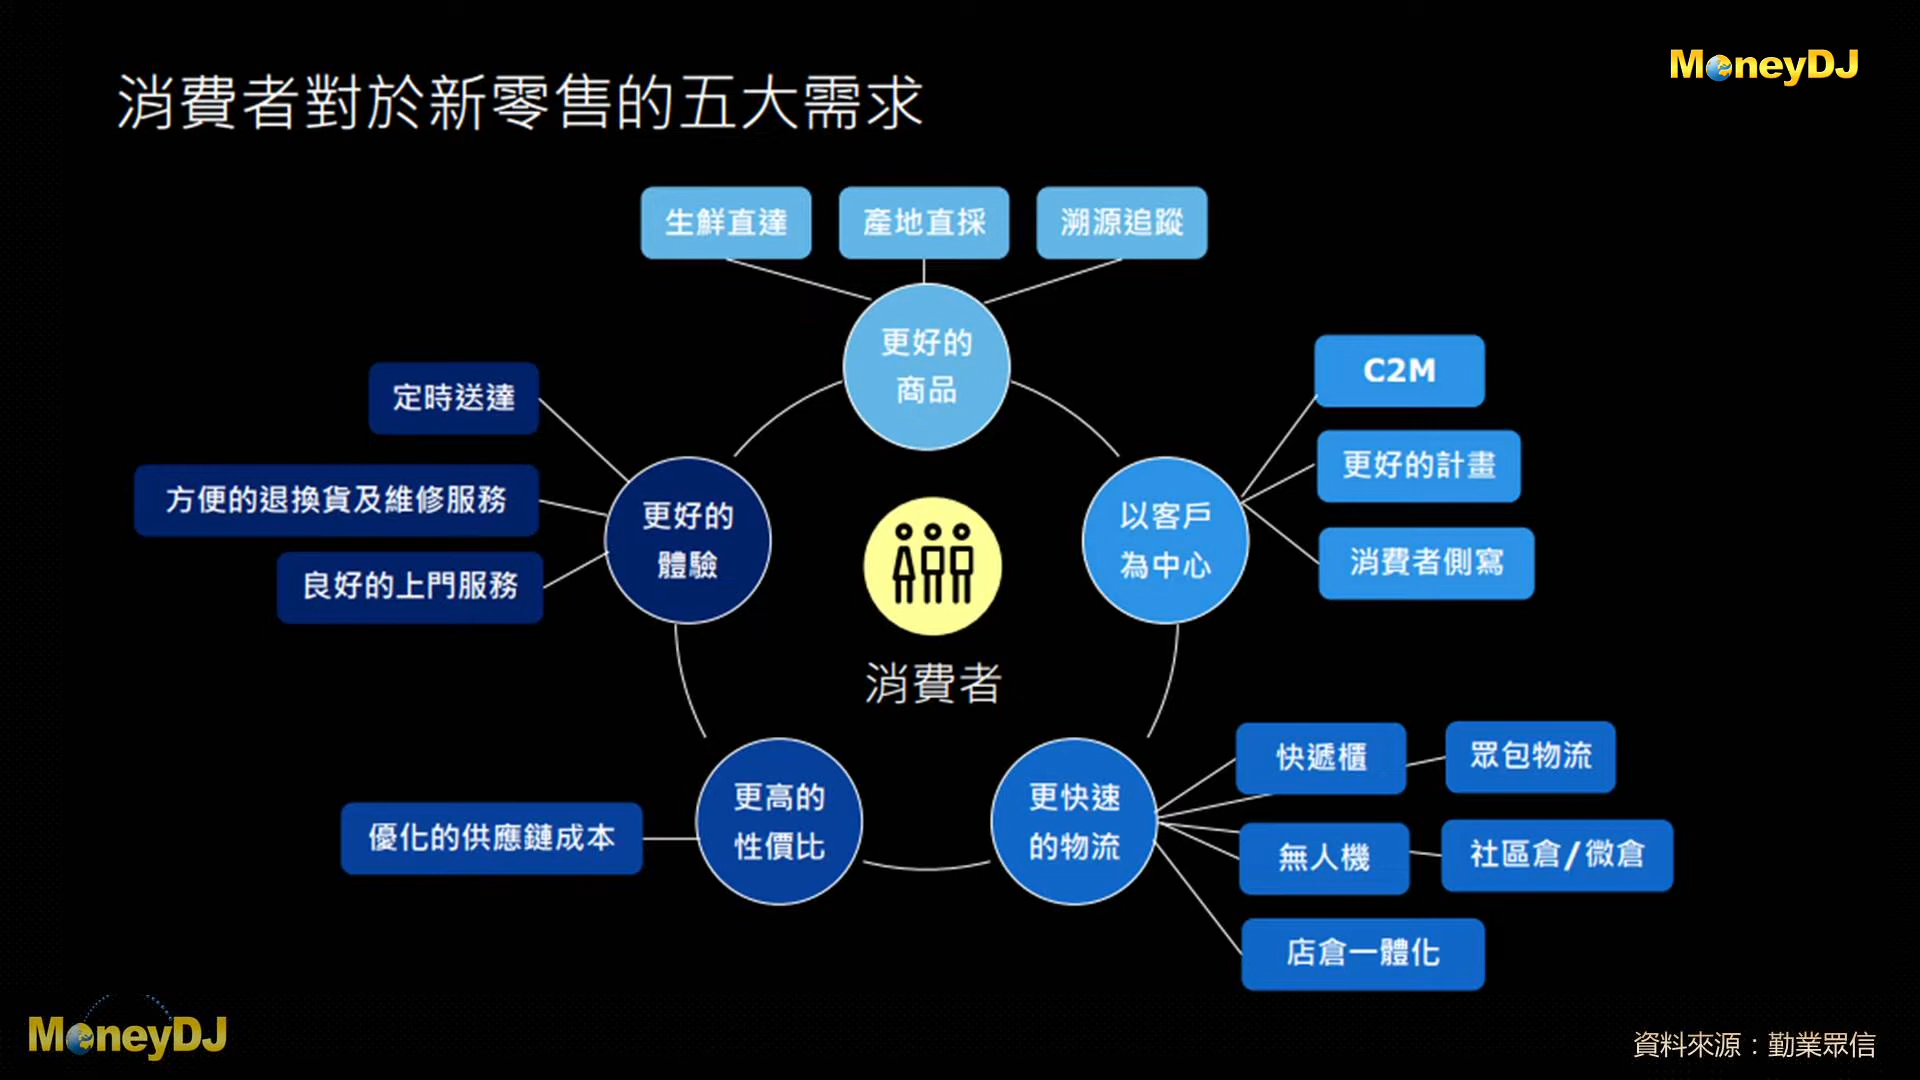 MoneyDJ
消費者對於新零售的五大需求
生鮮直達
產地直採
溯源追蹤
更好的
商品
C2M
更好的計畫
消費者側寫
以客戶
為中心
定時送達
方便的退換貨及維修服務
良好的上門服務
更好的
體驗
消費者
快遞櫃
眾包物流
無人機
社區倉/微倉
店倉一體化
更快速
的物流
更高的
性價比
優化的供應鏈成本
MoneyDJ
資料來源：勤業眾信